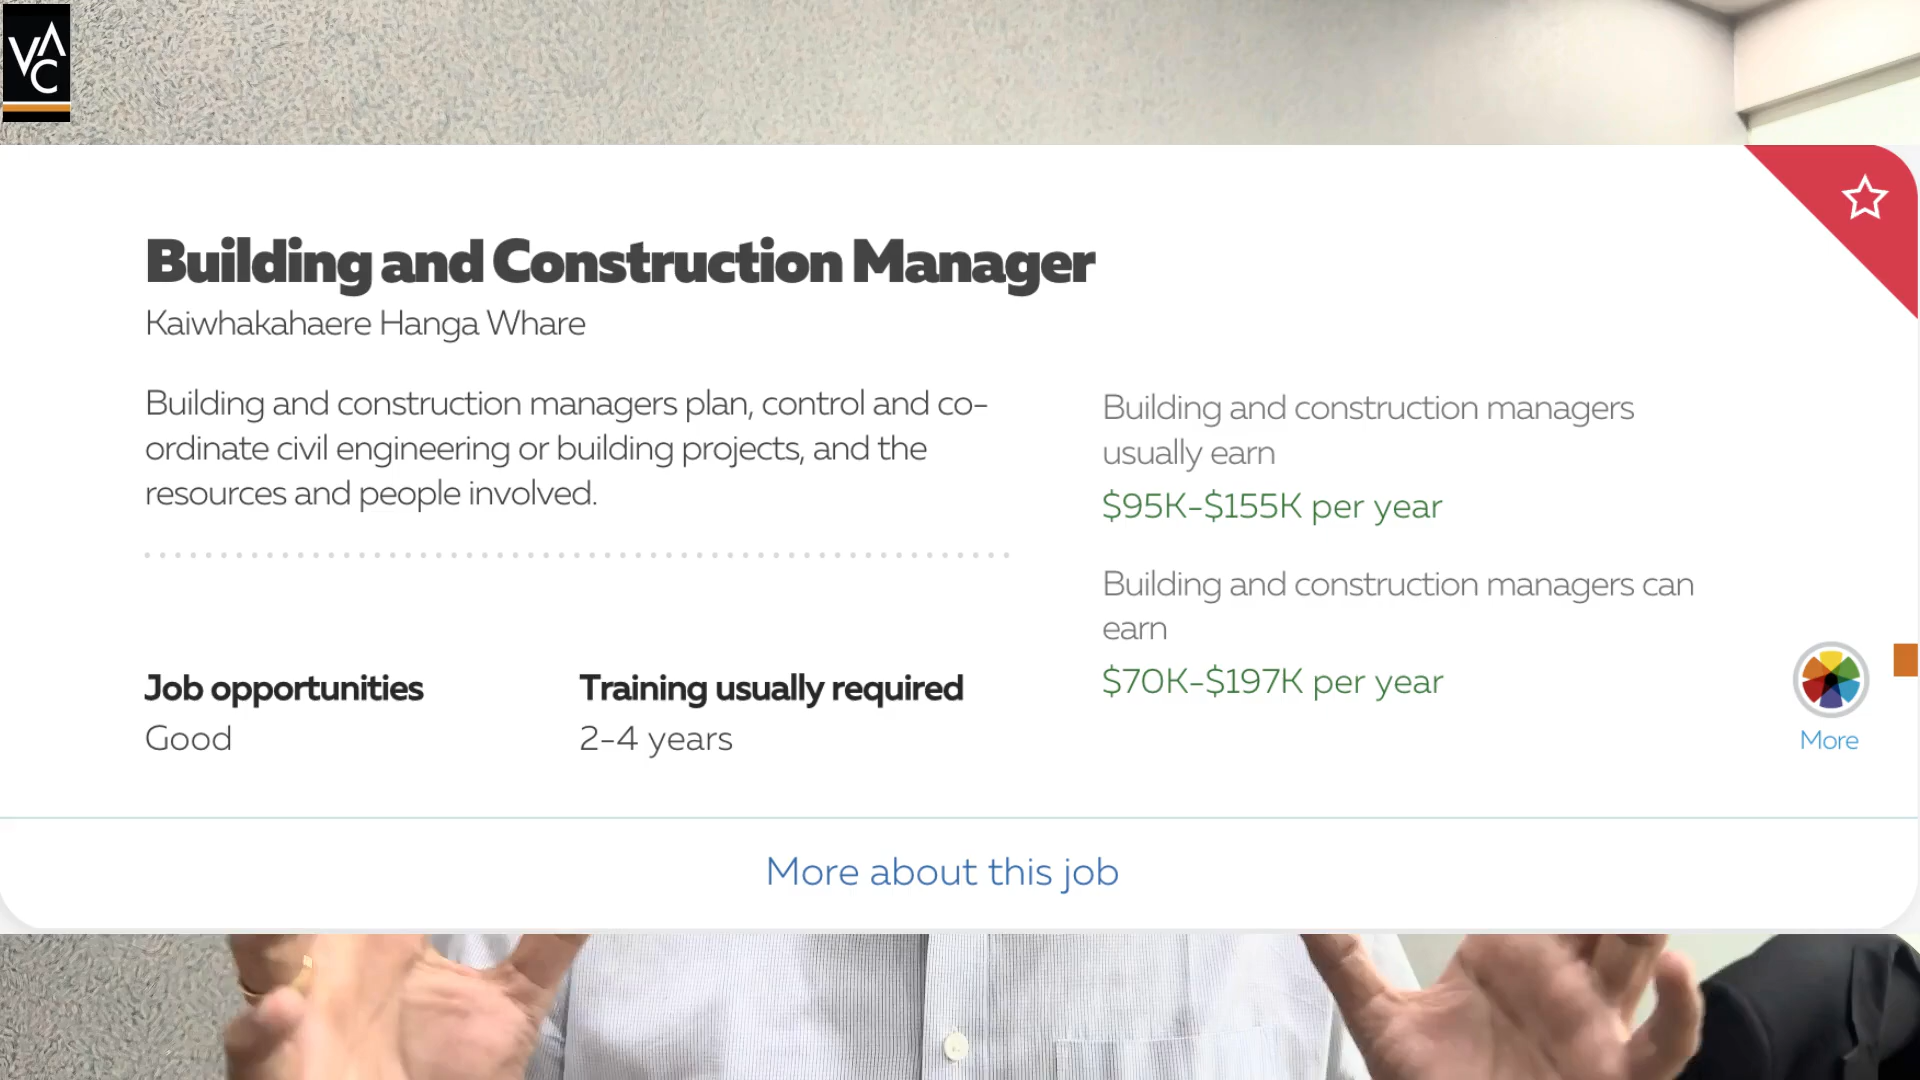 VAC
Building and Construction Manager
Kaiwhakahaere Hanga Whare
Building and construction managers plan, control and co-
ordinate civil engineering or building projects, and the
resources and people involved.
Job opportunities
Good
Training usually required
2-4 years
Building and construction managers
usually earn
$95K-$155K per year
Building and construction managers can
earn
$70K-$197K per year
More
More about this job